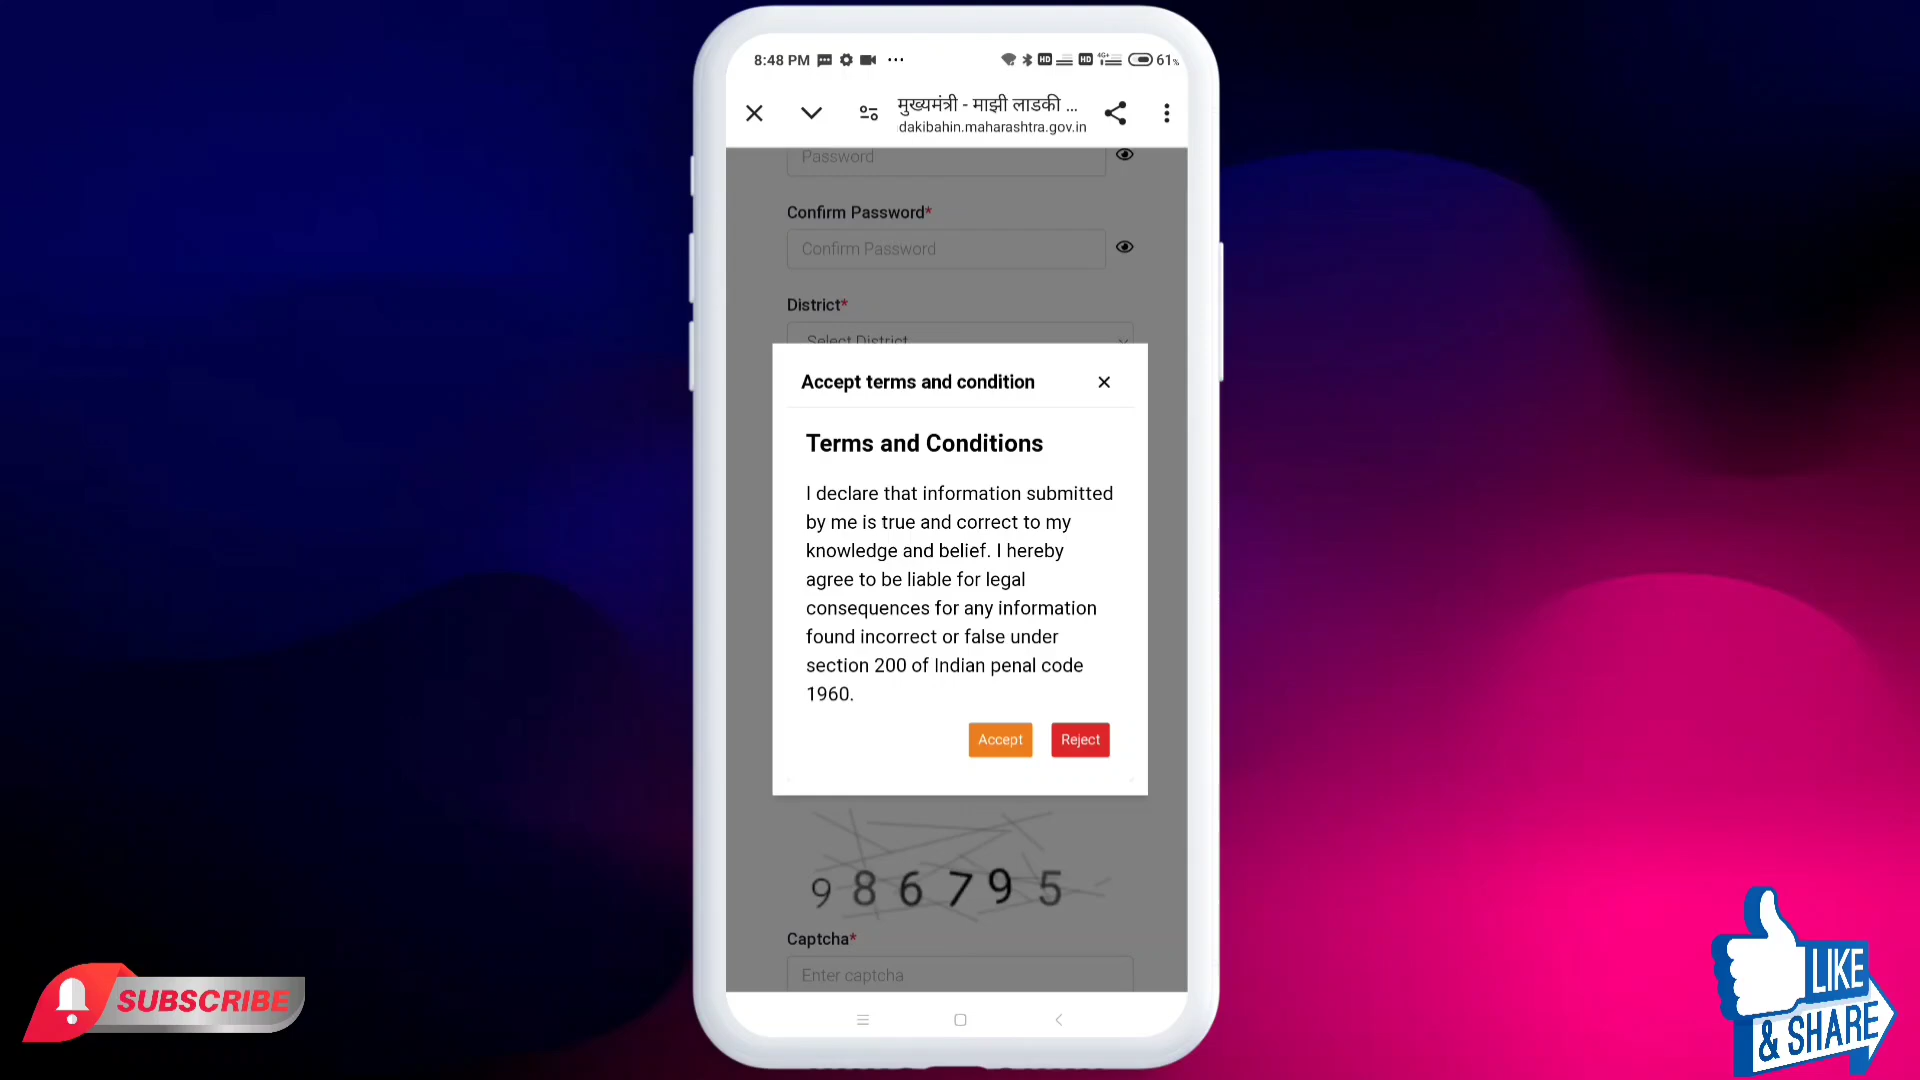 8:48 PM ... HD HD 4G+ 61%
मुख्यमंत्री - माझी लाडकी ...
dakibahin.maharashtra.gov.in
Password
Confirm Password*
Confirm Password
District*
Select District
Accept terms and condition
Terms and Conditions
I declare that information submitted
by me is true and correct to my
knowledge and belief. I hereby
agree to be liable for legal
consequences for any information
found incorrect or false under
section 200 of Indian penal code
1960.
Accept Reject
986795
Captcha*
Enter captcha
SUBSCRIBE
LIKE
& SHARE